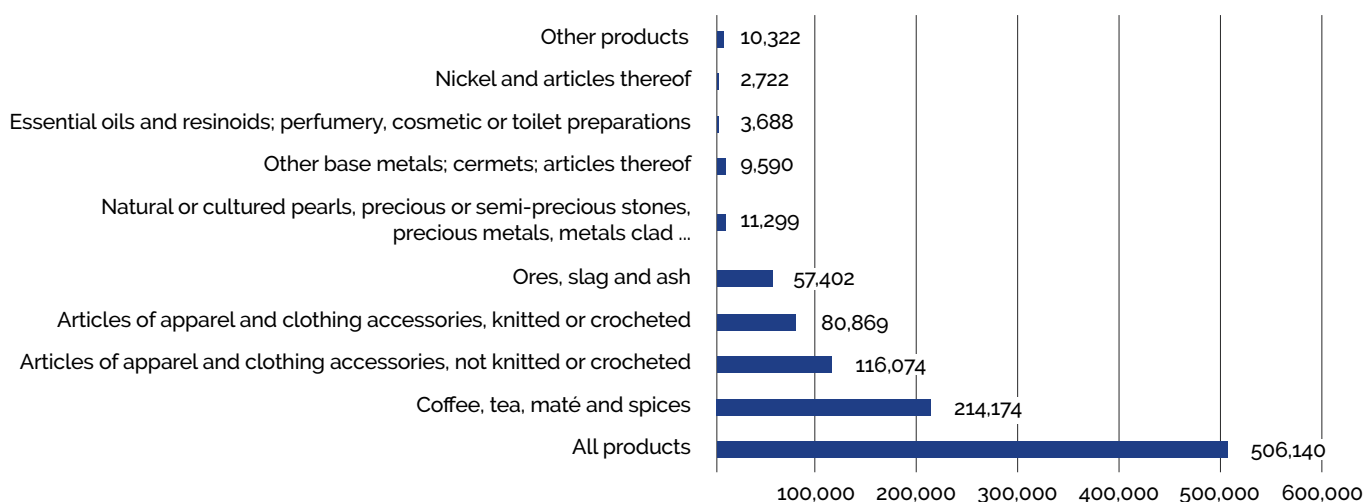 Other products 10,322
Nickel and articles thereof 2,722
Essential oils and resinoids; perfumery, cosmetic or toilet preparations 3,688
Other base metals; cermets; articles thereof 9,590
Natural or cultured pearls, precious or semi-precious stones,
precious metals, metals clad ... 11,299
Ores, slag and ash 57,402
Articles of apparel and clothing accessories, knitted or crocheted 80,869
Articles of apparel and clothing accessories, not knitted or crocheted 116,074
Coffee, tea, maté and spices 214,174
All products 506,140
100,000 200,000 300,000 400,000 500,000 600,000